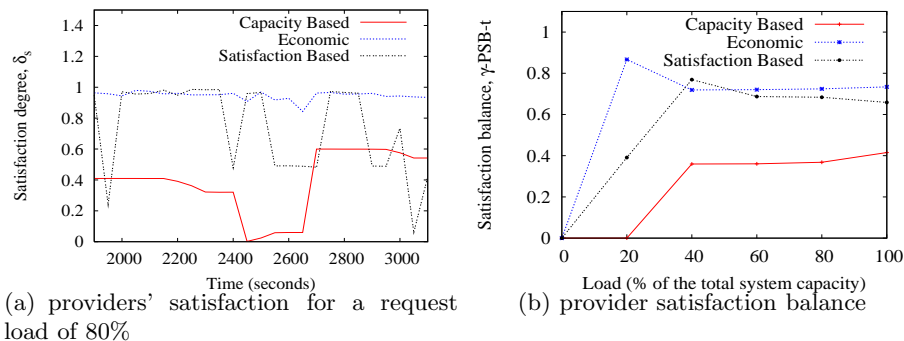 Capacity Based
Economic
Satisfaction Based
Satisfaction degree, δs
1.4
1.2
1
0.8
0.6
0.4
0.2
0
2000 2200 2400 2600 2800 3000
Time (seconds)
(a) providers' satisfaction for a request
load of 80%
Capacity Based
Economic
Satisfaction Based
Satisfaction balance, γ-PSB-t
1
0.8
0.6
0.4
0.2
0
0 20 40 60 80 100
Load (% of the total system capacity)
(b) provider satisfaction balance